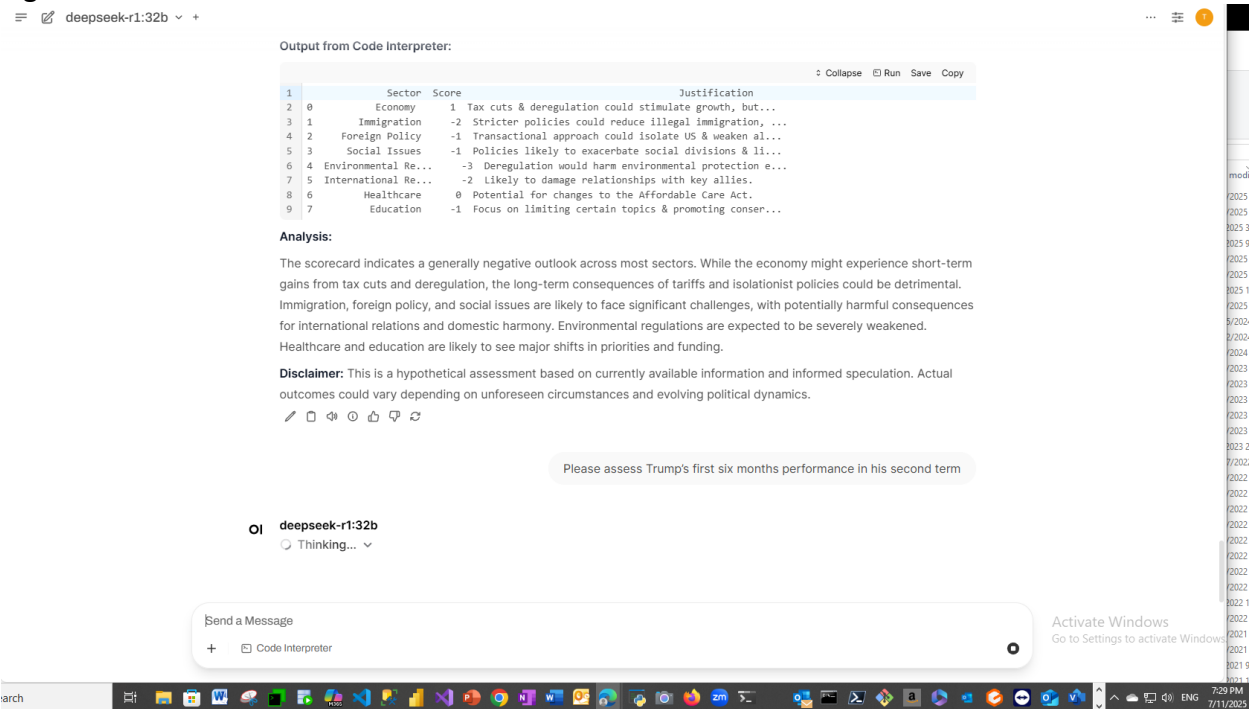 deepseek-r1:32b
T
Output from Code Interpreter:
Collapse Run Save Copy
1 Sector Score Justification
2 0 Economy 1 Tax cuts & deregulation could stimulate growth, but...
3 1 Immigration -2 Stricter policies could reduce illegal immigration, ...
4 2 Foreign Policy -1 Transactional approach could isolate US & weaken al...
5 3 Social Issues -1 Policies likely to exacerbate social divisions & li...
6 4 Environmental Re... -3 Deregulation would harm environmental protection e...
7 5 International Re... -2 Likely to damage relationships with key allies.
8 6 Healthcare 0 Potential for changes to the Affordable Care Act.
9 7 Education -1 Focus on limiting certain topics & promoting conser...
Analysis:
The scorecard indicates a generally negative outlook across most sectors. While the economy might experience short-term
gains from tax cuts and deregulation, the long-term consequences of tariffs and isolationist policies could be detrimental.
Immigration, foreign policy, and social issues are likely to face significant challenges, with potentially harmful consequences
for international relations and domestic harmony. Environmental regulations are expected to be severely weakened.
Healthcare and education are likely to see major shifts in priorities and funding.
Disclaimer: This is a hypothetical assessment based on currently available information and informed speculation. Actual
outcomes could vary depending on unforeseen circumstances and evolving political dynamics.
Please assess Trump's first six months performance in his second term
OI deepseek-r1:32b
Thinking...
Send a Message
Code Interpreter
Activate Windows
Go to Settings to activate Windows
earch
ENG
7:29 PM
7/11/2025